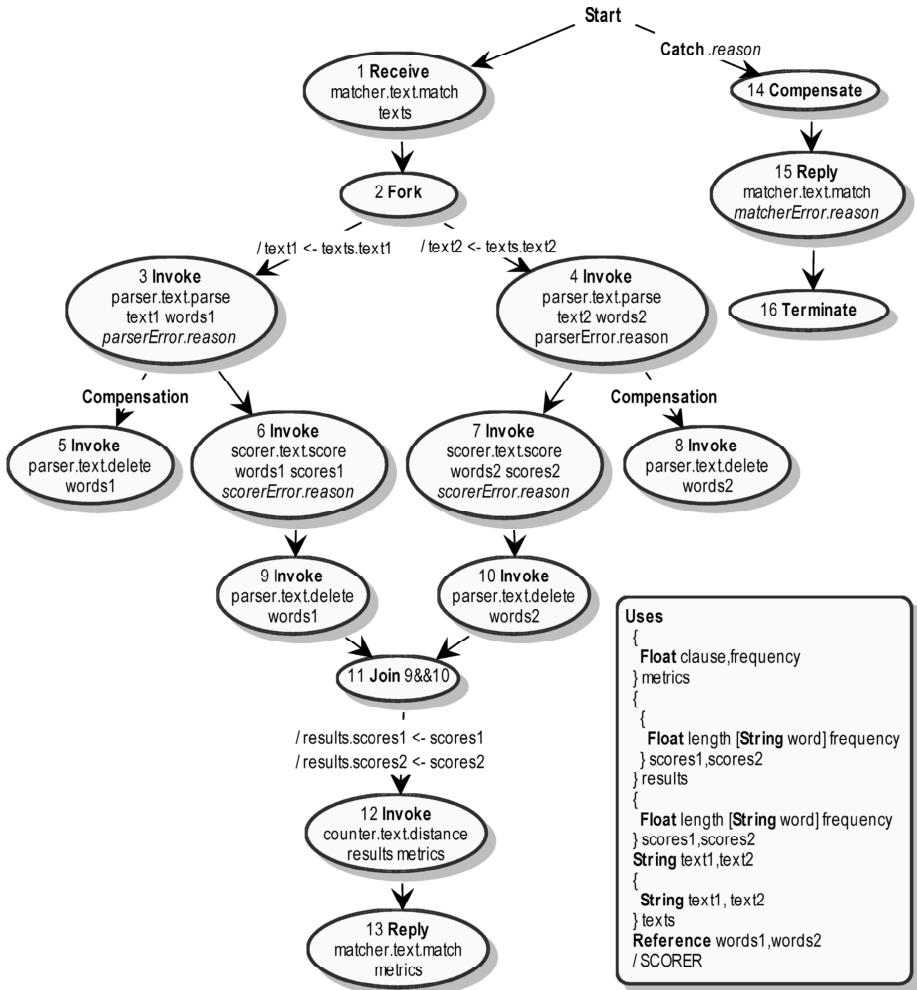 Start
Catch .reason
1 Receive
matcher.text.match
texts
14 Compensate
2 Fork
15 Reply
matcher.text.match
matcherError.reason
/ text1 <- texts.text1
/ text2 <- texts.text2
3 Invoke
parser.text.parse
text1 words1
parserError.reason
4 Invoke
parser.text.parse
text2 words2
parserError.reason
16 Terminate
Compensation
Compensation
5 Invoke
parser.text.delete
words1
6 Invoke
scorer.text.score
words1 scores1
scorerError.reason
7 Invoke
scorer.text.score
words2 scores2
scorerError.reason
8 Invoke
parser.text.delete
words2
9 Invoke
parser.text.delete
words1
10 Invoke
parser.text.delete
words2
11 Join 9&&10
/ results.scores1 <- scores1
/ results.scores2 <- scores2
12 Invoke
counter.text.distance
results metrics
13 Reply
matcher.text.match
metrics
Uses
{
Float clause,frequency
} metrics
{
{
Float length [String word] frequency
} scores1,scores2
} results
{
Float length [String word] frequency
} scores1,scores2
String text1,text2
{
String text1, text2
} texts
Reference words1,words2
/ SCORER